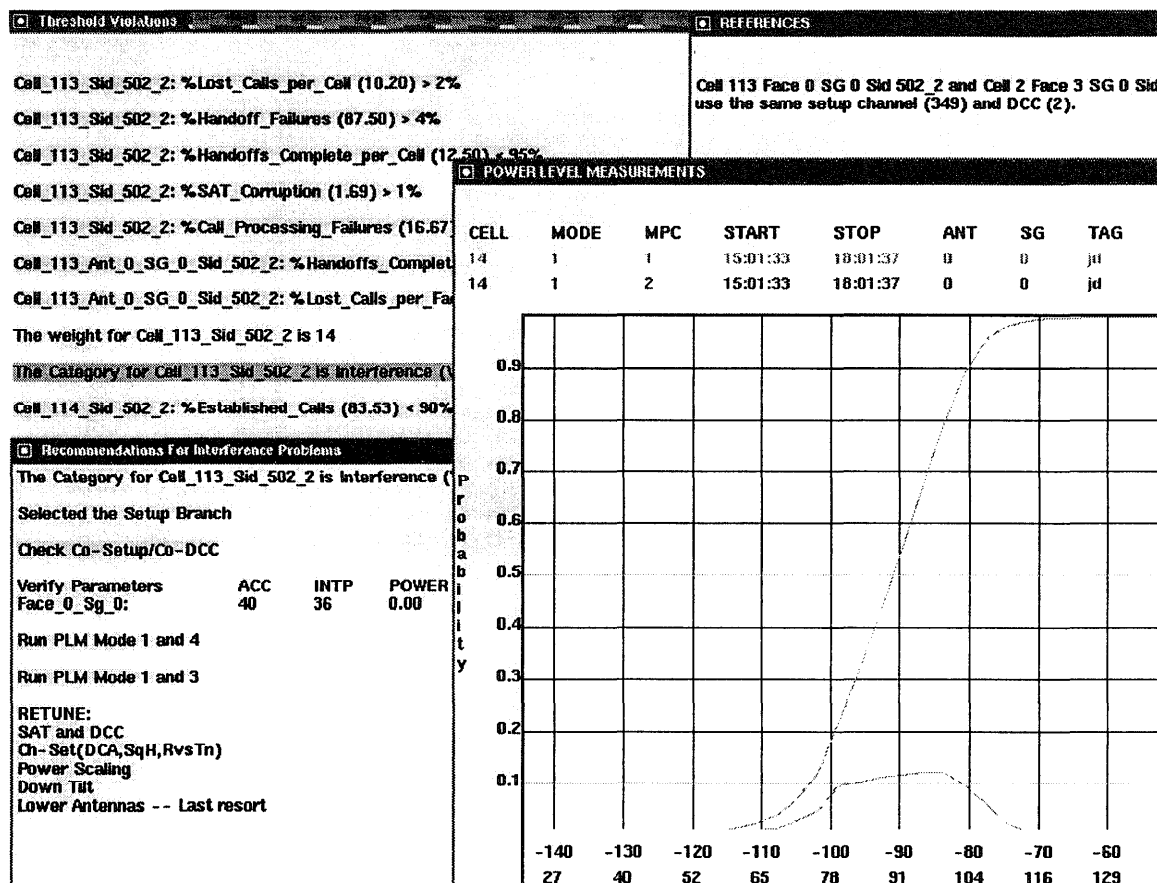 Threshold Violations
Cell_113_Sid_502_2: %Lost_Calls_per_Cell (10.20) > 2%
Cell_113_Sid_502_2: %Handoff_Failures (87.50) > 4%
Cell_113_Sid_502_2: %Handoffs_Complete_per_Cell (12.50) < 95%
Cell_113_Sid_502_2: %SAT_Corruption (1.69) > 1%
Cell_113_Sid_502_2: %Call_Processing_Failures (16.67)
Cell_113_Ant_0_SG_0_Sid_502_2: %Handoffs_Complet
Cell_113_Ant_0_SG_0_Sid_502_2: %Lost_Calls_per_Fa
The weight for Cell_113_Sid_502_2 is 14
The Category for Cell_113_Sid_502_2 is Interference (
Cell_114_Sid_502_2: %Established_Calls (83.53) < 90%
REFERENCES
Cell 113 Face 0 SG 0 Sid 502_2 and Cell 2 Face 3 SG 0 Sid
use the same setup channel (349) and DCC (2).
Recommendations For Interference Problems
The Category for Cell_113_Sid_502_2 is Interference (
Selected the Setup Branch
Check Co-Setup/Co-DCC
Verify Parameters ACC INTP POWER
Face_0_Sg_0: 40 36 0.00
Run PLM Mode 1 and 4
Run PLM Mode 1 and 3
RETUNE:
SAT and DCC
Ch-Set(DCA,SqH,RvsTn)
Power Scaling
Down Tilt
Lower Antennas -- Last resort
POWER LEVEL MEASUREMENTS
CELL MODE MPC START STOP ANT SG TAG
14 1 1 15:01:33 18:01:37 0 0 jd
14 1 2 15:01:33 18:01:37 0 0 jd
Probability
0.9
0.8
0.7
0.6
0.5
0.4
0.3
0.2
0.1
-140 -130 -120 -110 -100 -90 -80 -70 -60
27 40 52 65 78 91 104 116 129